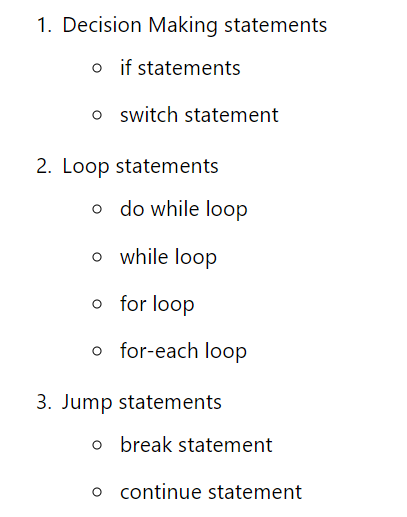 1. Decision Making statements
○ if statements
○ switch statement
2. Loop statements
○ do while loop
○ while loop
○ for loop
○ for-each loop
3. Jump statements
○ break statement
○ continue statement